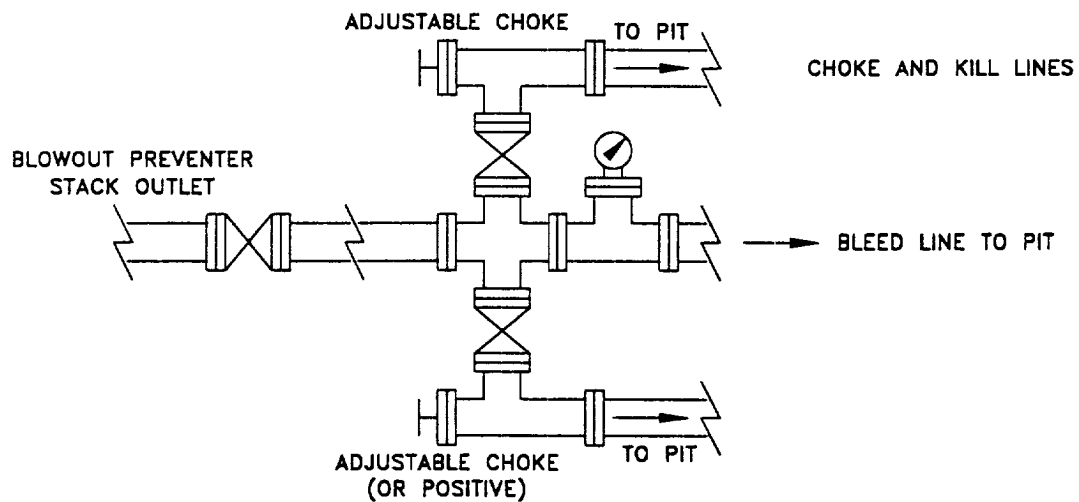 ADJUSTABLE CHOKE
TO PIT
CHOKE AND KILL LINES
BLOWOUT PREVENTER
STACK OUTLET
BLEED LINE TO PIT
TO PIT
ADJUSTABLE CHOKE
(OR POSITIVE)